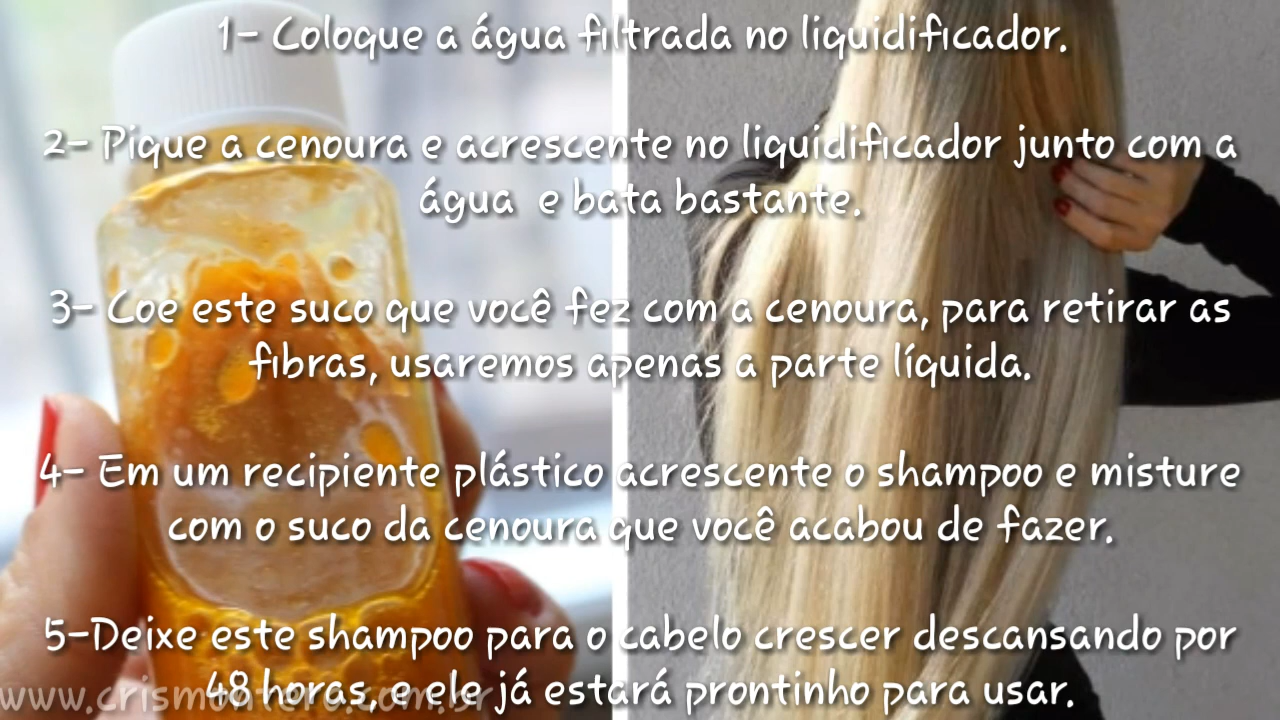 1- Coloque a água filtrada no liquidificador.
2- Pique a cenoura e acrescente no liquidificador junto com a
água e bata bastante.
3- Coe este suco que você fez com a cenoura, para retirar as
fibras, usaremos apenas a parte líquida.
4- Em um recipiente plástico acrescente o shampoo e misture
com o suco da cenoura que você acabou de fazer.
5-Deixe este shampoo para o cabelo crescer descansando por
48 horas, e ele já estará prontinho para usar.